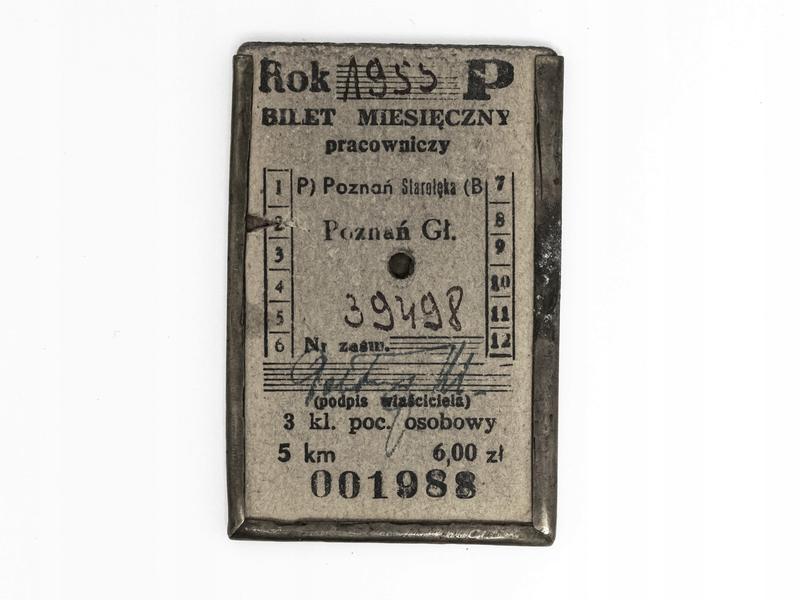 Rok 1955 P
BILET MIESIĘCZNY
pracowniczy
1 P) Poznań Starołęka (B 7
2 Poznań Gł. 8
3 9
4 10
5 39498 11
6 Nr zaśw. 12
(podpis właściciela)
3 kl. poc. osobowy
5 km 6,00 zł
001988